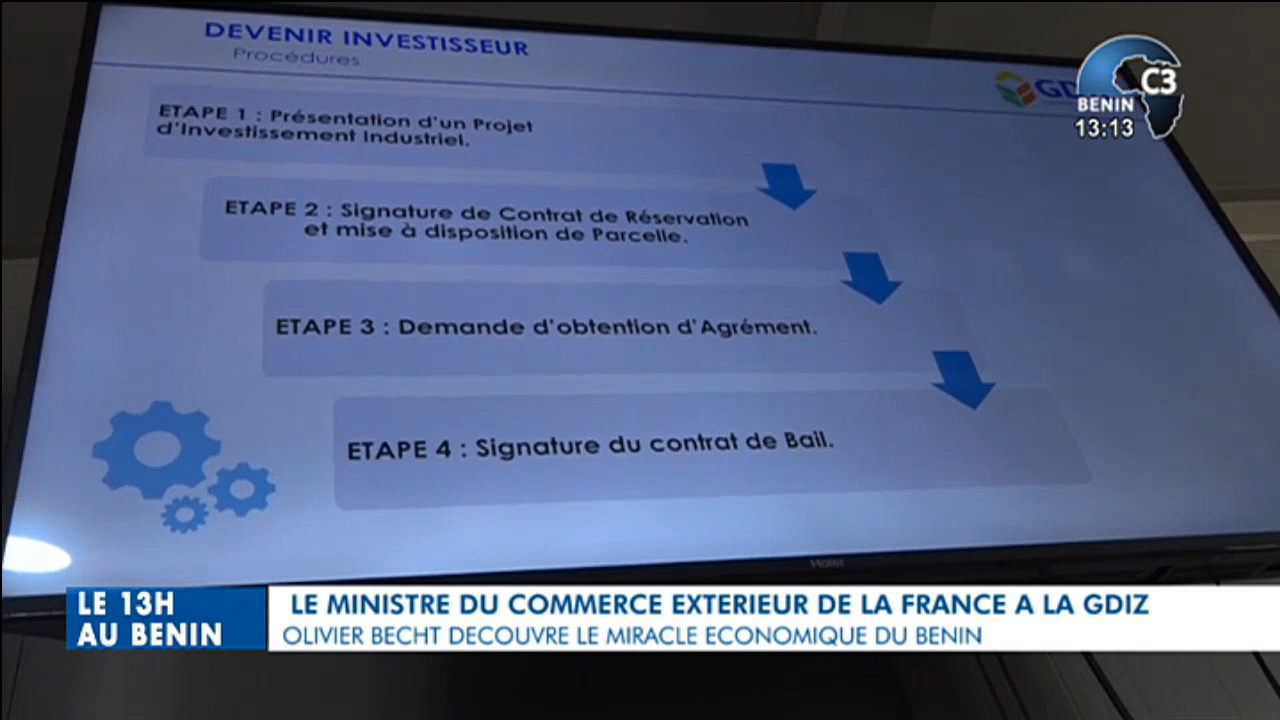 DEVENIR INVESTISSEUR
Procédures
C3
BENIN
13:13
ETAPE 1 : Présentation d'un Projet
d'Investissement Industriel.
ETAPE 2 : Signature de Contrat de Réservation
et mise à disposition de Parcelle.
ETAPE 3 : Demande d'obtention d'Agrément.
ETAPE 4 : Signature du contrat de Bail.
Haier
LE 13H
AU BENIN
LE MINISTRE DU COMMERCE EXTERIEUR DE LA FRANCE A LA GDIZ
OLIVIER BECHT DECOUVRE LE MIRACLE ECONOMIQUE DU BENIN